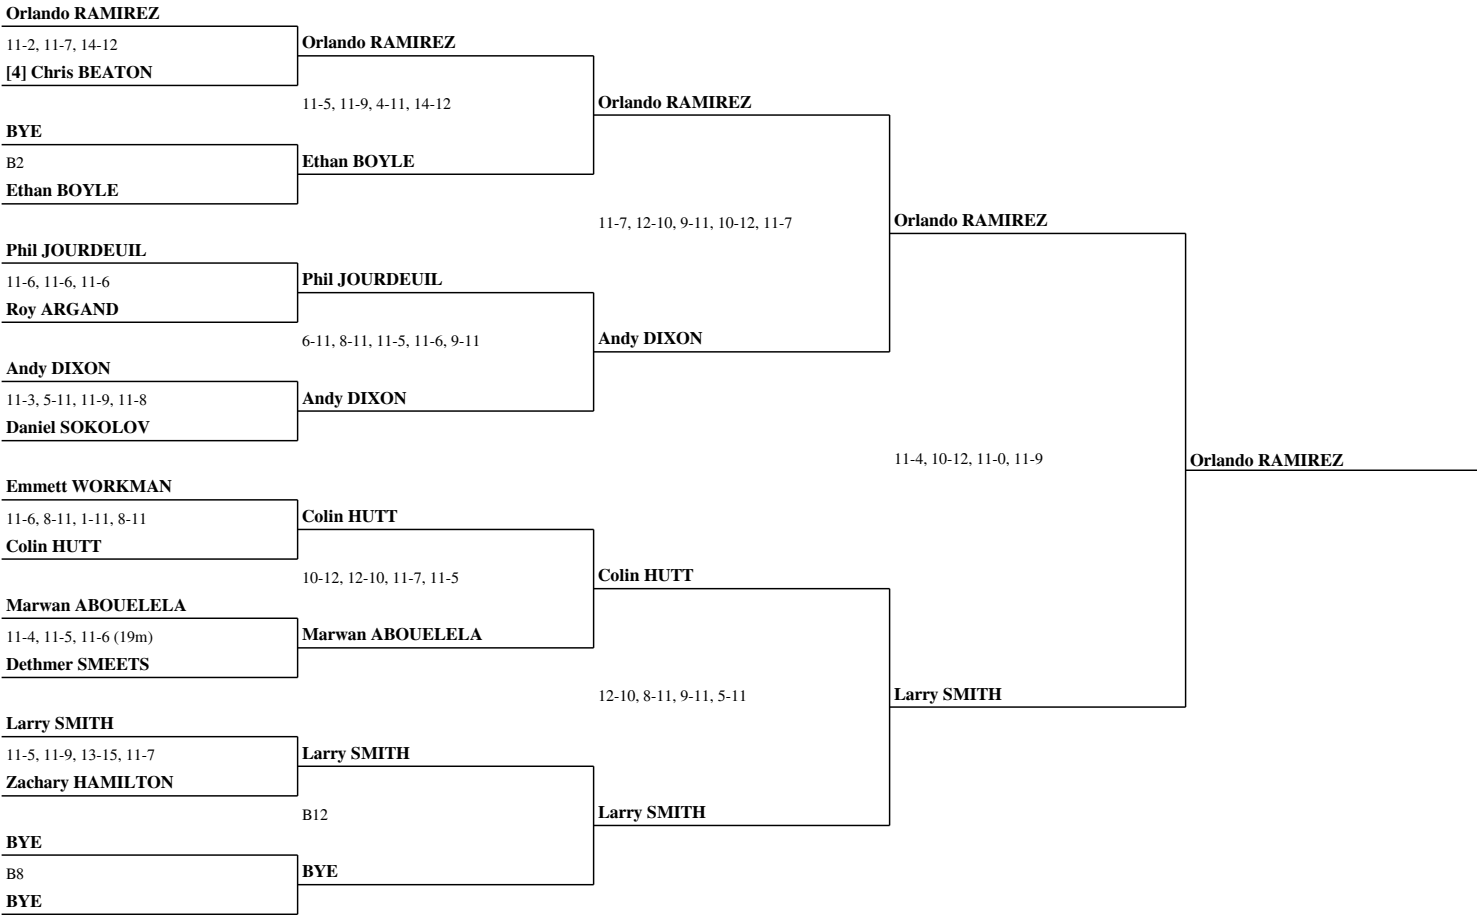 Orlando RAMIREZ
11-2, 11-7, 14-12
[4] Chris BEATON
BYE
B2
Ethan BOYLE
Phil JOURDEUIL
11-6, 11-6, 11-6
Roy ARGAND
Andy DIXON
11-3, 5-11, 11-9, 11-8
Daniel SOKOLOV
Emmett WORKMAN
11-6, 8-11, 1-11, 8-11
Colin HUTT
Marwan ABOUELELA
11-4, 11-5, 11-6 (19m)
Dethmer SMEETS
Larry SMITH
11-5, 11-9, 13-15, 11-7
Zachary HAMILTON
BYE
B8
BYE
Orlando RAMIREZ
11-5, 11-9, 4-11, 14-12
Ethan BOYLE
Phil JOURDEUIL
6-11, 8-11, 11-5, 11-6, 9-11
Andy DIXON
Colin HUTT
10-12, 12-10, 11-7, 11-5
Marwan ABOUELELA
Larry SMITH
B12
BYE
Orlando RAMIREZ
11-7, 12-10, 9-11, 10-12, 11-7
Andy DIXON
Colin HUTT
12-10, 8-11, 9-11, 5-11
Larry SMITH
Orlando RAMIREZ
11-4, 10-12, 11-0, 11-9
Larry SMITH
Orlando RAMIREZ